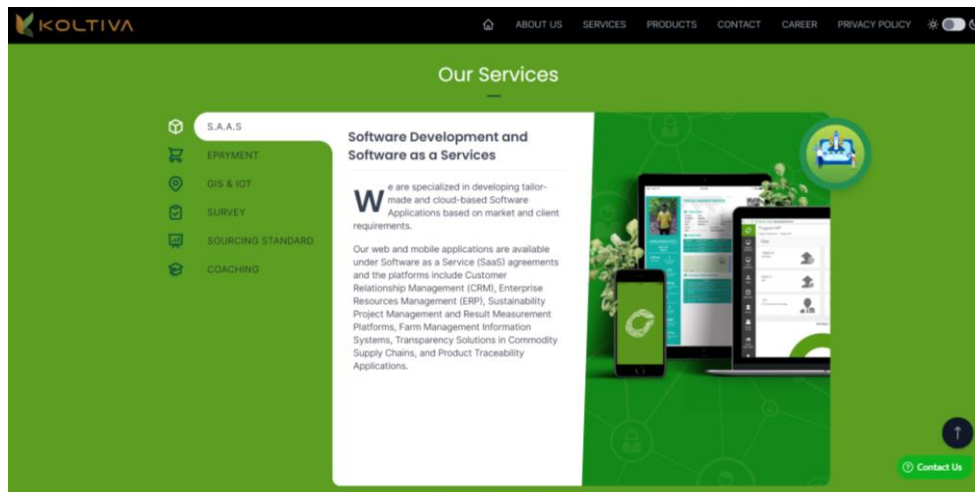 KOLTIVA
ABOUT US SERVICES PRODUCTS CONTACT CAREER PRIVACY POLICY
Our Services
S.A.A.S
EPAYMENT
GIS & IOT
SURVEY
SOURCING STANDARD
COACHING
Software Development and
Software as a Services
We are specialized in developing tailor-
made and cloud-based Software
Applications based on market and client
requirements.
Our web and mobile applications are available
under Software as a Service (SaaS) agreements
and the platforms include Customer
Relationship Management (CRM), Enterprise
Resources Management (ERP), Sustainability
Project Management and Result Measurement
Platforms, Farm Management Information
Systems, Transparency Solutions in Commodity
Supply Chains, and Product Traceability
Applications.
Contact Us